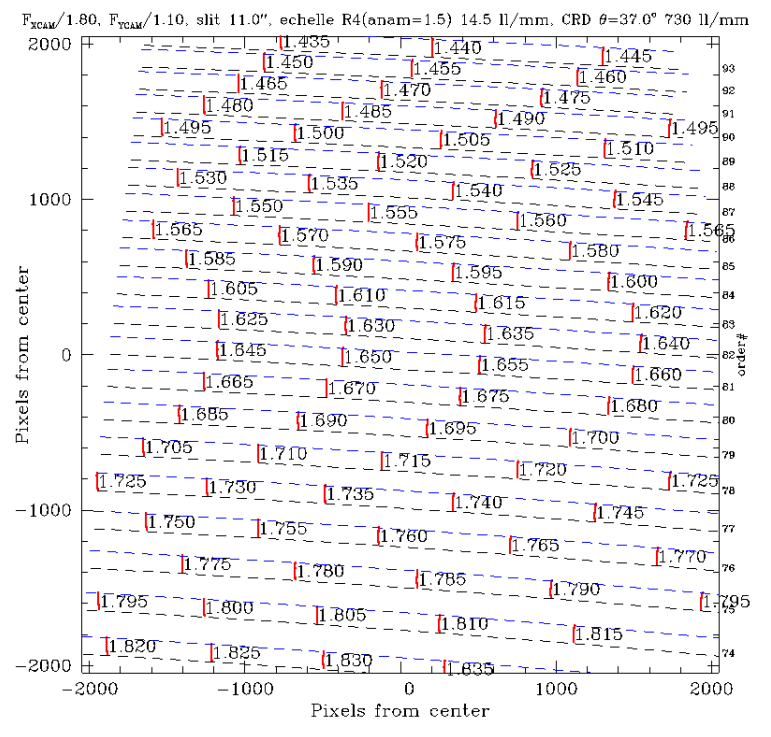 F_XCAM/1.80, F_YCAM/1.10, slit 11.0", echelle R4(anam=1.5) 14.5 ll/mm, CRD θ=37.0° 730 ll/mm
2000
1.435 1.440 1.445
1.450 1.455 1.460 93
1.465 1.470 1.475 92
1.480 1.485 1.490 1.495 91
1.495 1.500 1.505 1.510 90
1.515 1.520 1.525 89
1.530 1.535 1.540 1.545 88
1000
1.550 1.555 1.560 1.565 87
1.565 1.570 1.575 1.580 86
1.585 1.590 1.595 1.600 85
1.605 1.610 1.615 1.620 84
1.625 1.630 1.635 1.640 83
0
1.645 1.650 1.655 1.660 82
1.665 1.670 1.675 1.680 81
1.685 1.690 1.695 1.700 80
1.705 1.710 1.715 1.720 1.725 79
1.725 1.730 1.735 1.740 1.745 78
-1000
1.750 1.755 1.760 1.765 1.770 77
1.775 1.780 1.785 1.790 1.795 76
1.795 1.800 1.805 1.810 1.815 75
1.820 1.825 1.830 1.835 74
-2000
Pixels from center
order#
-2000 -1000 0 1000 2000
Pixels from center